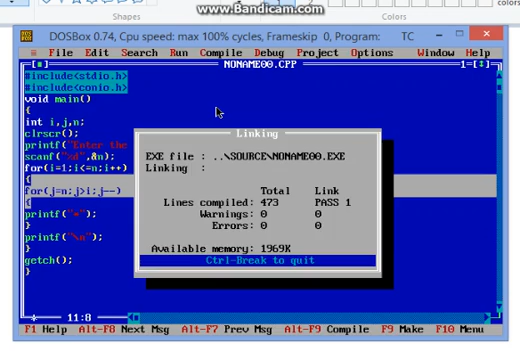 www.Bandicam.com
Shapes
Colors
DOSBox 0.74, Cpu speed: max 100% cycles, Frameskip 0, Program: TC
File Edit Search Run Compile Debug Project Options Window Help
NONAME00.CPP
1
#include<stdio.h>
#include<conio.h>
void main()
{
int i,j,n;
clrscr();
printf("Enter the
scanf("%d",&n);
for(i=1;i<=n;i++)
{
for(j=n;j>i;j--)
{
printf("*");
}
printf("\n");
}
getch();
}
Linking
EXE file : ..\SOURCE\NONAME00.EXE
Linking :
Total Link
Lines compiled: 473 PASS 1
Warnings: 0 0
Errors: 0 0
Available memory: 1969K
Ctrl-Break to quit
11:8
F1 Help Alt-F8 Next Msg Alt-F7 Prev Msg Alt-F9 Compile F9 Make F10 Menu